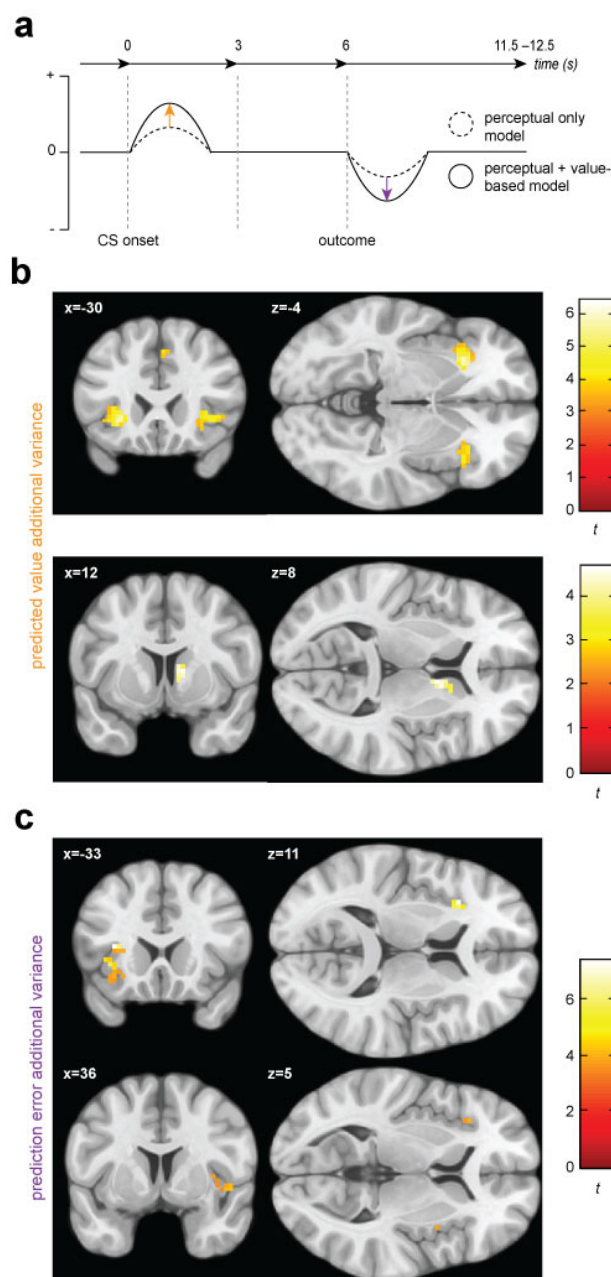 a
0 3 6 11.5 –12.5
time (s)
+
0
-
perceptual only
model
perceptual + value-
based model
CS onset outcome
b
predicted value additional variance
x=-30 z=-4
6
5
4
3
2
1
0
t
x=12 z=8
4
3
2
1
0
t
c
prediction error additional variance
x=-33 z=11
x=36 z=5
6
4
2
0
t